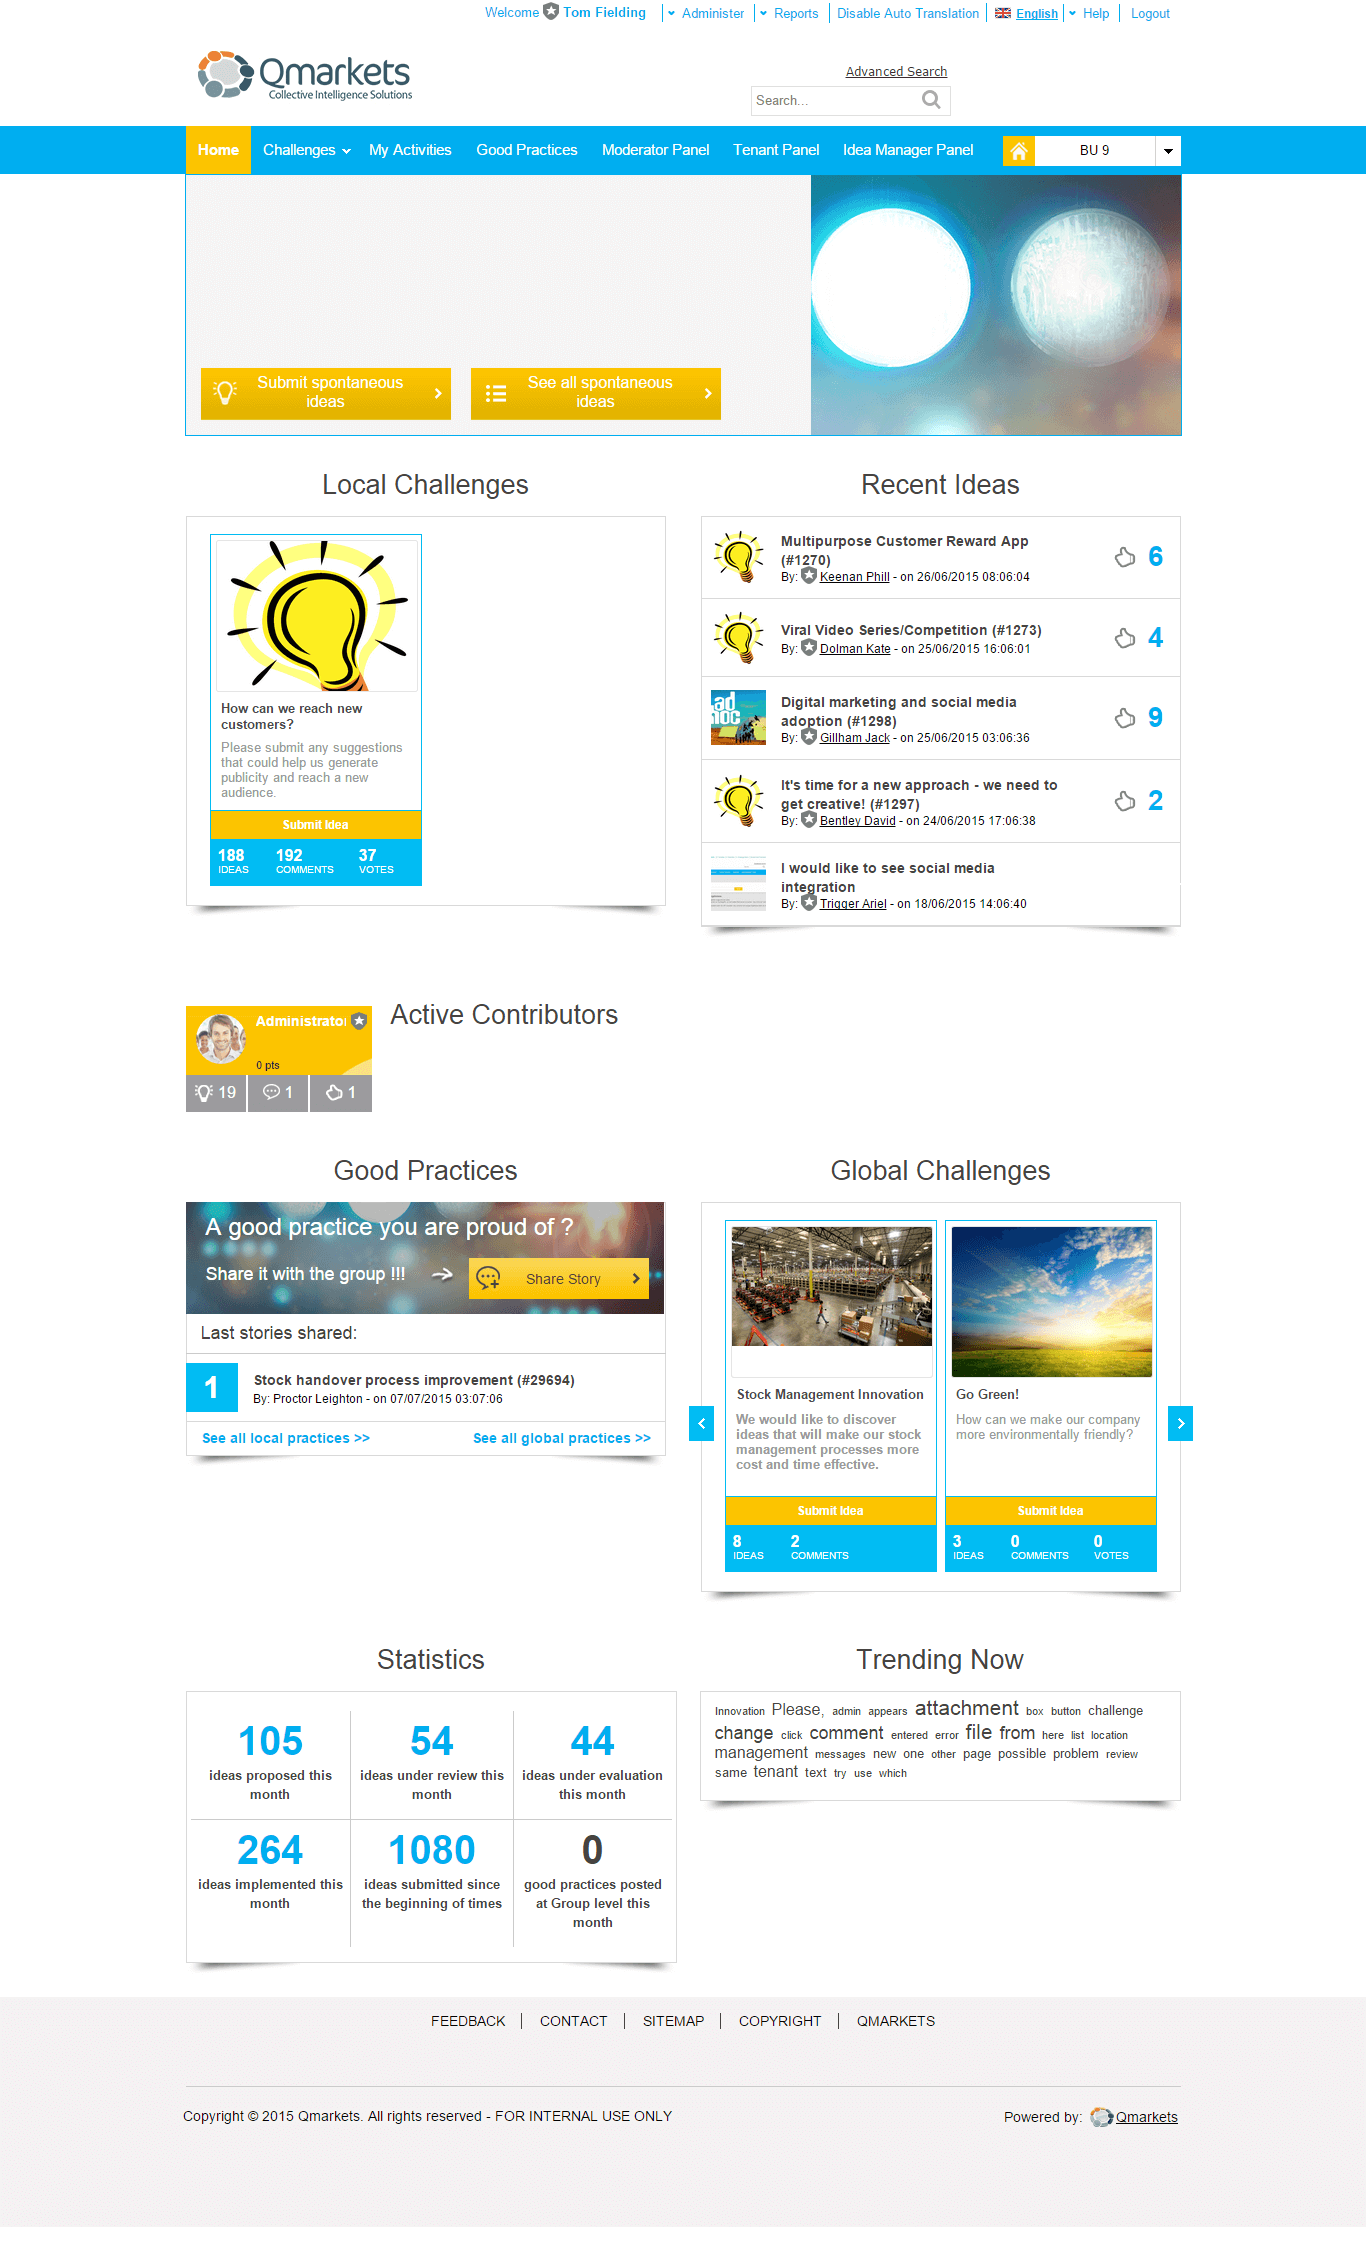 Welcome Tom Fielding Administer Reports Disable Auto Translation English Help Logout
Qmarkets
Collective Intelligence Solutions
Advanced Search
Search...
Home Challenges My Activities Good Practices Moderator Panel Tenant Panel Idea Manager Panel BU 9
Submit spontaneous ideas
See all spontaneous ideas
Local Challenges
How can we reach new
customers?
Please submit any suggestions
that could help us generate
publicity and reach a new
audience.
Submit Idea
188 192 37
IDEAS COMMENTS VOTES
Recent Ideas
Multipurpose Customer Reward App
(#1270)
By: Keenan Phill - on 26/06/2015 08:06:04
6
Viral Video Series/Competition (#1273)
By: Dolman Kate - on 25/06/2015 16:06:01
4
ad hoc
Digital marketing and social media
adoption (#1298)
By: Gillham Jack - on 25/06/2015 03:06:36
9
It's time for a new approach - we need to
get creative! (#1297)
By: Bentley David - on 24/06/2015 17:06:38
2
I would like to see social media
integration
By: Trigger Ariel - on 18/06/2015 14:06:40
Administrator
0 pts
19 1 1
Active Contributors
Good Practices
A good practice you are proud of ?
Share it with the group !!!
Share Story
Last stories shared:
1
Stock handover process improvement (#29694)
By: Proctor Leighton - on 07/07/2015 03:07:06
See all local practices >> See all global practices >>
Global Challenges
Stock Management Innovation
We would like to discover
ideas that will make our stock
management processes more
cost and time effective.
Submit Idea
8 2
IDEAS COMMENTS
Go Green!
How can we make our company
more environmentally friendly?
Submit Idea
3 0 0
IDEAS COMMENTS VOTES
Statistics
105
ideas proposed this
month
54
ideas under review this
month
44
ideas under evaluation
this month
264
ideas implemented this
month
1080
ideas submitted since
the beginning of times
0
good practices posted
at Group level this
month
Trending Now
Innovation Please, admin appears attachment box button challenge
change click comment entered error file from here list location
management messages new one other page possible problem review
same tenant text try use which
FEEDBACK CONTACT SITEMAP COPYRIGHT QMARKETS
Copyright © 2015 Qmarkets. All rights reserved - FOR INTERNAL USE ONLY
Powered by: Qmarkets